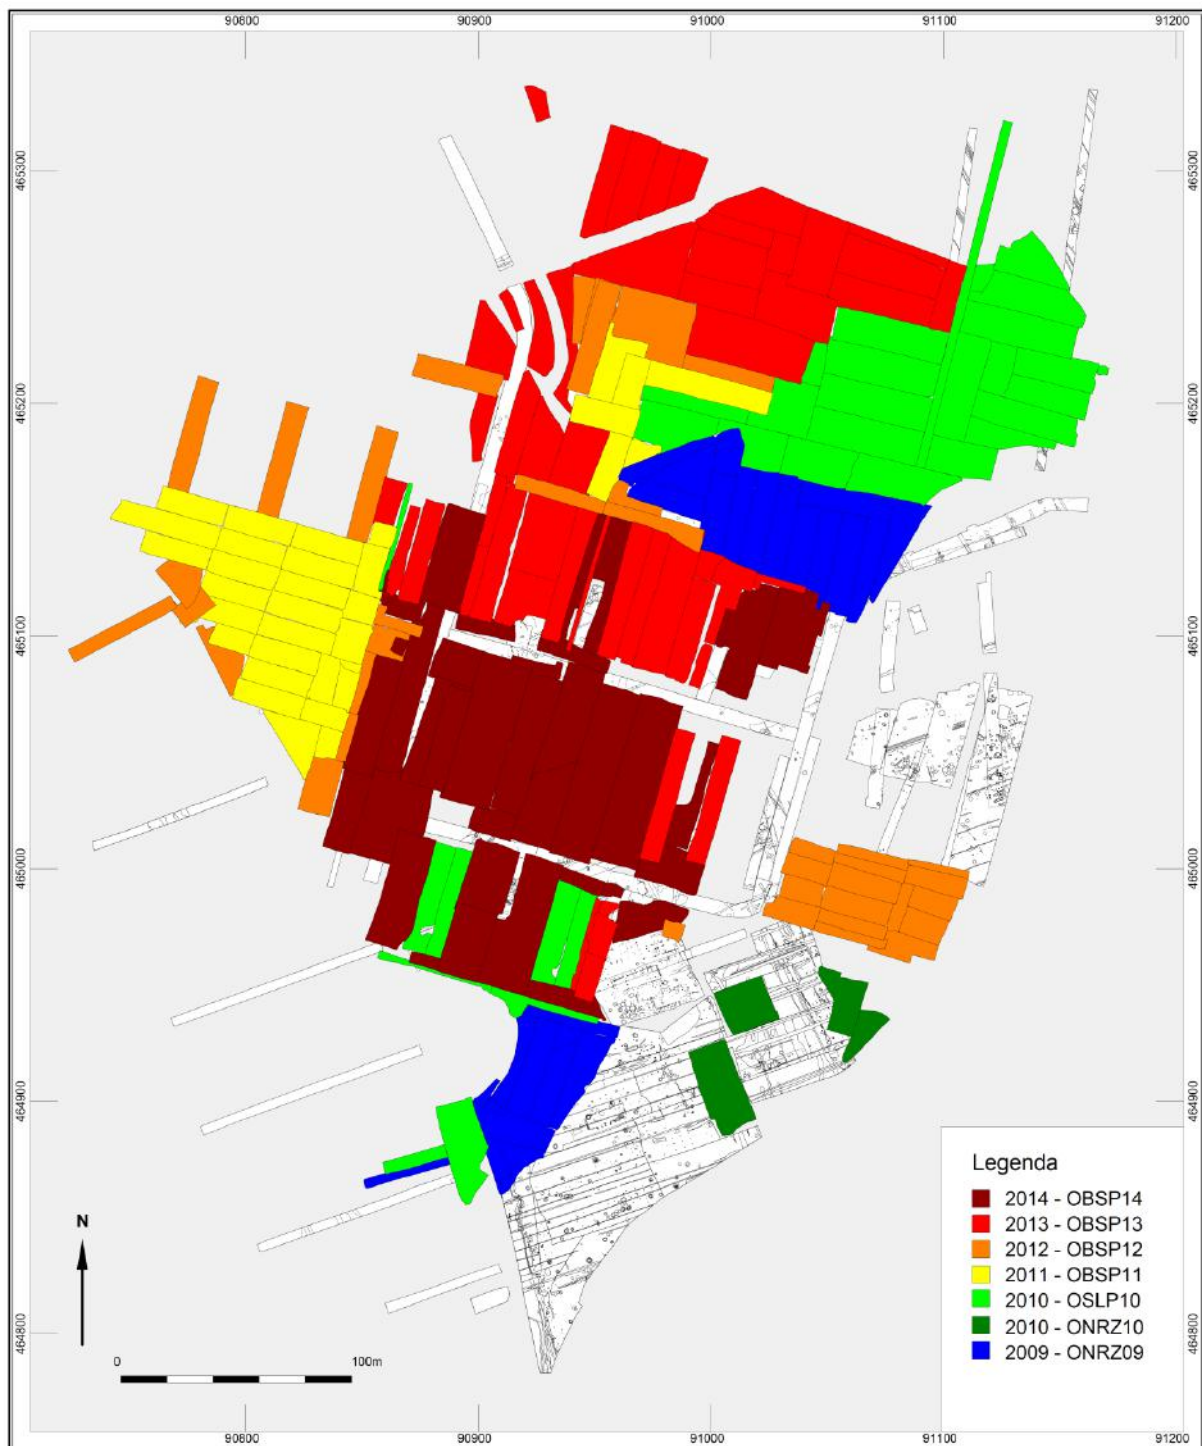 90800 90900 91000 91100 91200
465300 465300
465200 465200
465100 465100
465000 465000
464900 464900
464800 464800
Legenda
2014 - OBSP14
2013 - OBSP13
2012 - OBSP12
2011 - OBSP11
2010 - OSLP10
2010 - ONRZ10
2009 - ONRZ09
N
0 100m
90800 90900 91000 91100 91200